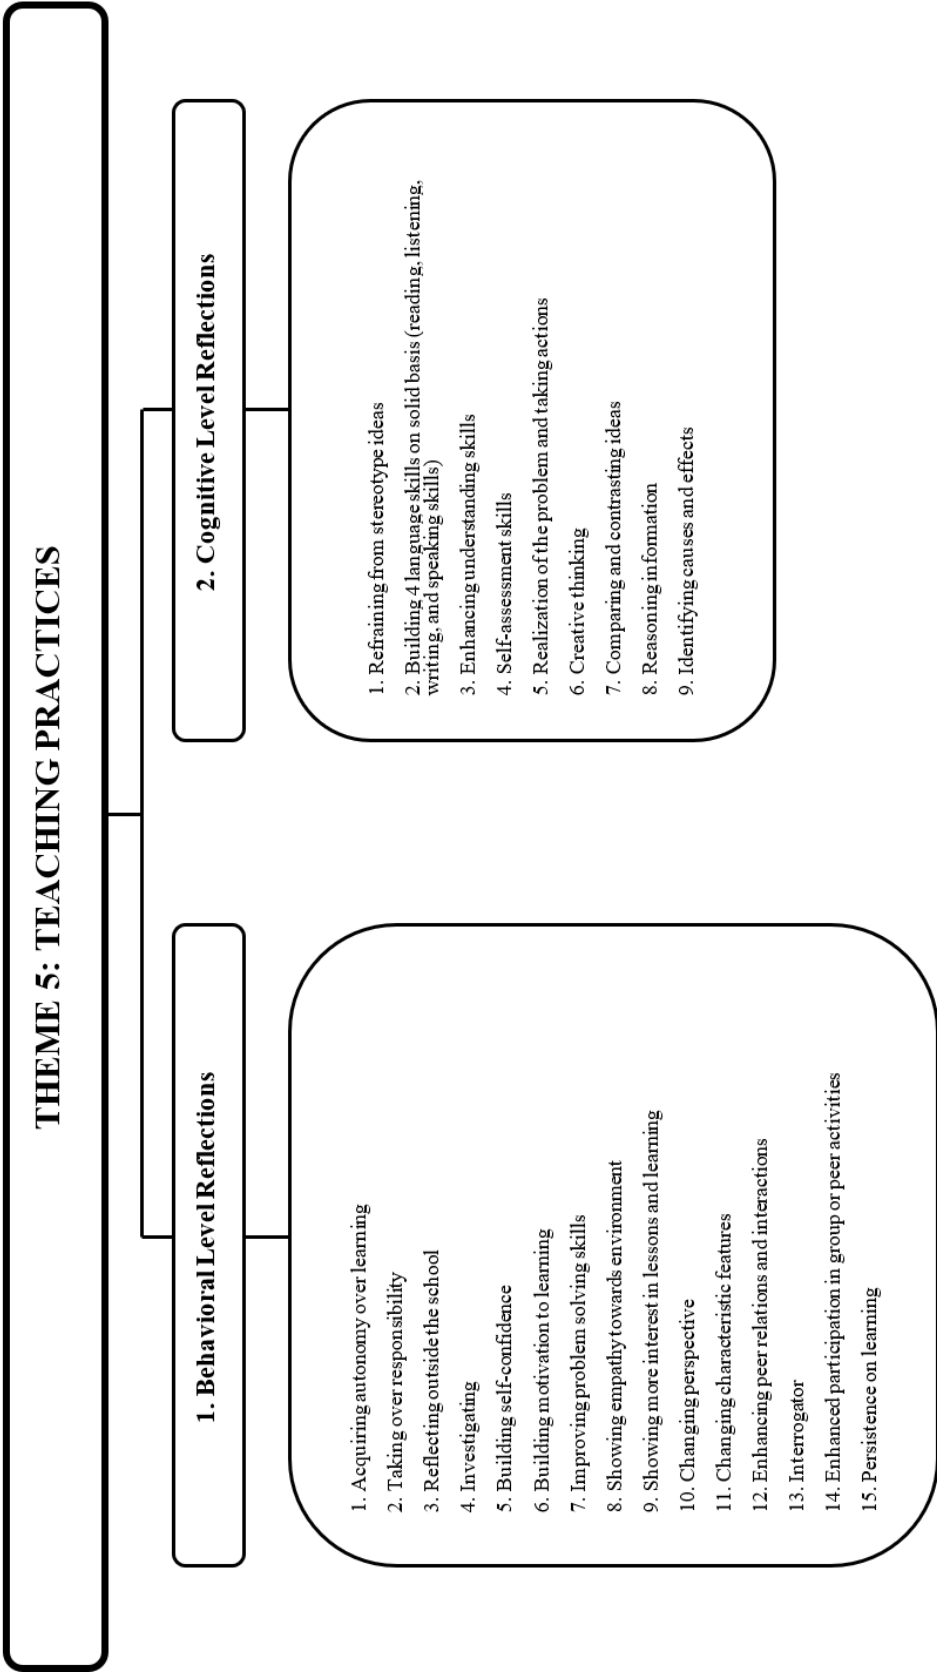 THEME 5: TEACHING PRACTICES
1. Behavioral Level Reflections
1. Acquiring autonomy over learning
2. Taking over responsibility
3. Reflecting outside the school
4. Investigating
5. Building self-confidence
6. Building motivation to learning
7. Improving problem solving skills
8. Showing empathy towards environment
9. Showing more interest in lessons and learning
10. Changing perspective
11. Changing characteristic features
12. Enhancing peer relations and interactions
13. Interrogator
14. Enhanced participation in group or peer activities
15. Persistence on learning
2. Cognitive Level Reflections
1. Refraining from stereotype ideas
2. Building 4 language skills on solid basis (reading, listening,
writing, and speaking skills)
3. Enhancing understanding skills
4. Self-assessment skills
5. Realization of the problem and taking actions
6. Creative thinking
7. Comparing and contrasting ideas
8. Reasoning information
9. Identifying causes and effects